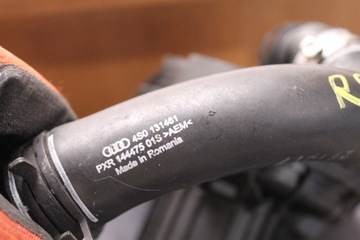 4S0 131461
PXR 144475 01S >AEM<
Made in Romania
R